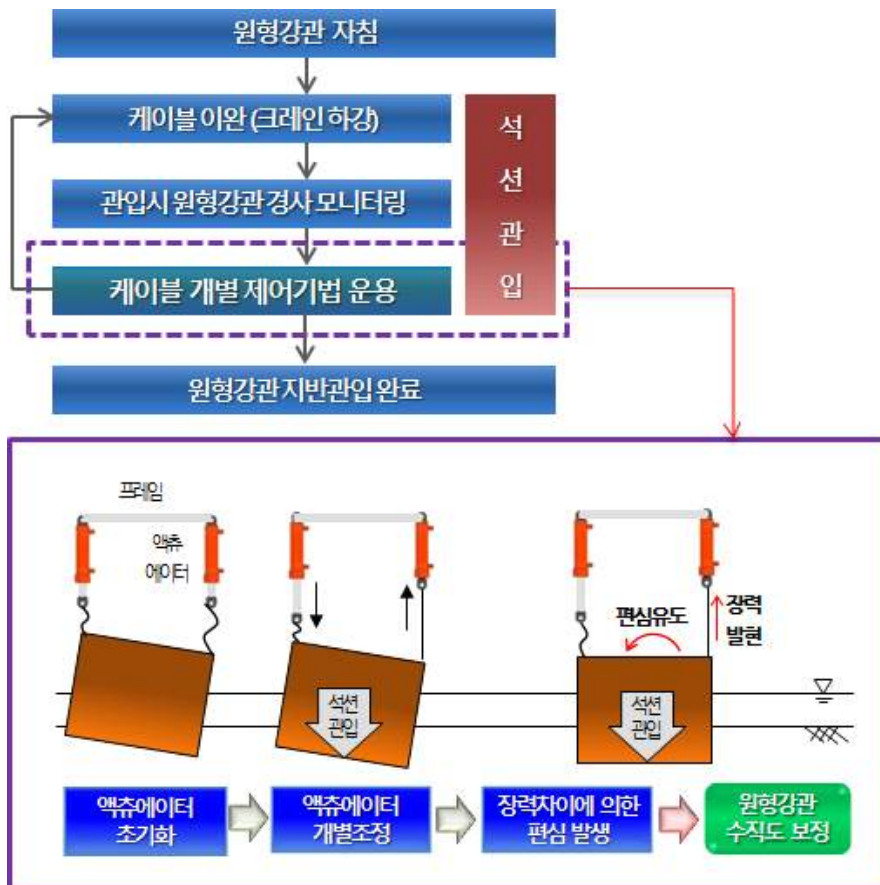 원형강관 자침
케이블 이완 (크레인 하강)
관입시 원형강관 경사 모니터링
케이블 개별 제어기법 운용
원형강관 지반관입 완료
석
션
관
입
프레임
액츄
에이터
석션
관입
편심유도
장력
발현
석션
관입
액츄에이터
초기화
액츄에이터
개별조정
장력차이에 의한
편심 발생
원형강관
수직도 보정